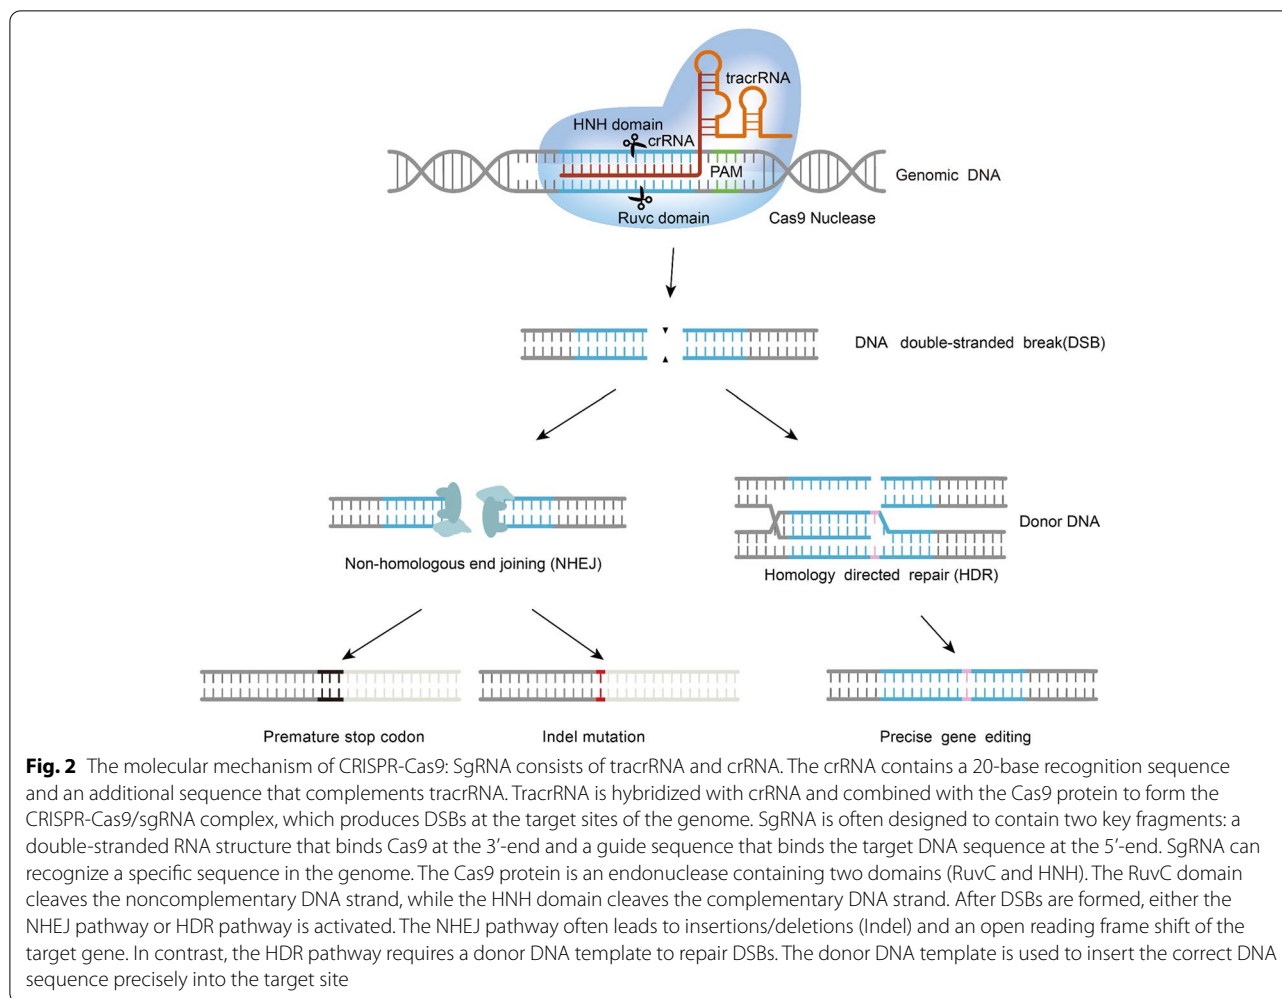 tracrRNA
HNH domain
crRNA
PAM
Genomic DNA
Ruvc domain
Cas9 Nuclease
DNA double-stranded break(DSB)
Donor DNA
Non-homologous end joining (NHEJ)
Homology directed repair (HDR)
Premature stop codon
Indel mutation
Precise gene editing
Fig. 2 The molecular mechanism of CRISPR-Cas9: SgRNA consists of tracrRNA and crRNA. The crRNA contains a 20-base recognition sequence
and an additional sequence that complements tracrRNA. TracrRNA is hybridized with crRNA and combined with the Cas9 protein to form the
CRISPR-Cas9/sgRNA complex, which produces DSBs at the target sites of the genome. SgRNA is often designed to contain two key fragments: a
double-stranded RNA structure that binds Cas9 at the 3’-end and a guide sequence that binds the target DNA sequence at the 5’-end. SgRNA can
recognize a specific sequence in the genome. The Cas9 protein is an endonuclease containing two domains (RuvC and HNH). The RuvC domain
cleaves the noncomplementary DNA strand, while the HNH domain cleaves the complementary DNA strand. After DSBs are formed, either the
NHEJ pathway or HDR pathway is activated. The NHEJ pathway often leads to insertions/deletions (Indel) and an open reading frame shift of the
target gene. In contrast, the HDR pathway requires a donor DNA template to repair DSBs. The donor DNA template is used to insert the correct DNA
sequence precisely into the target site